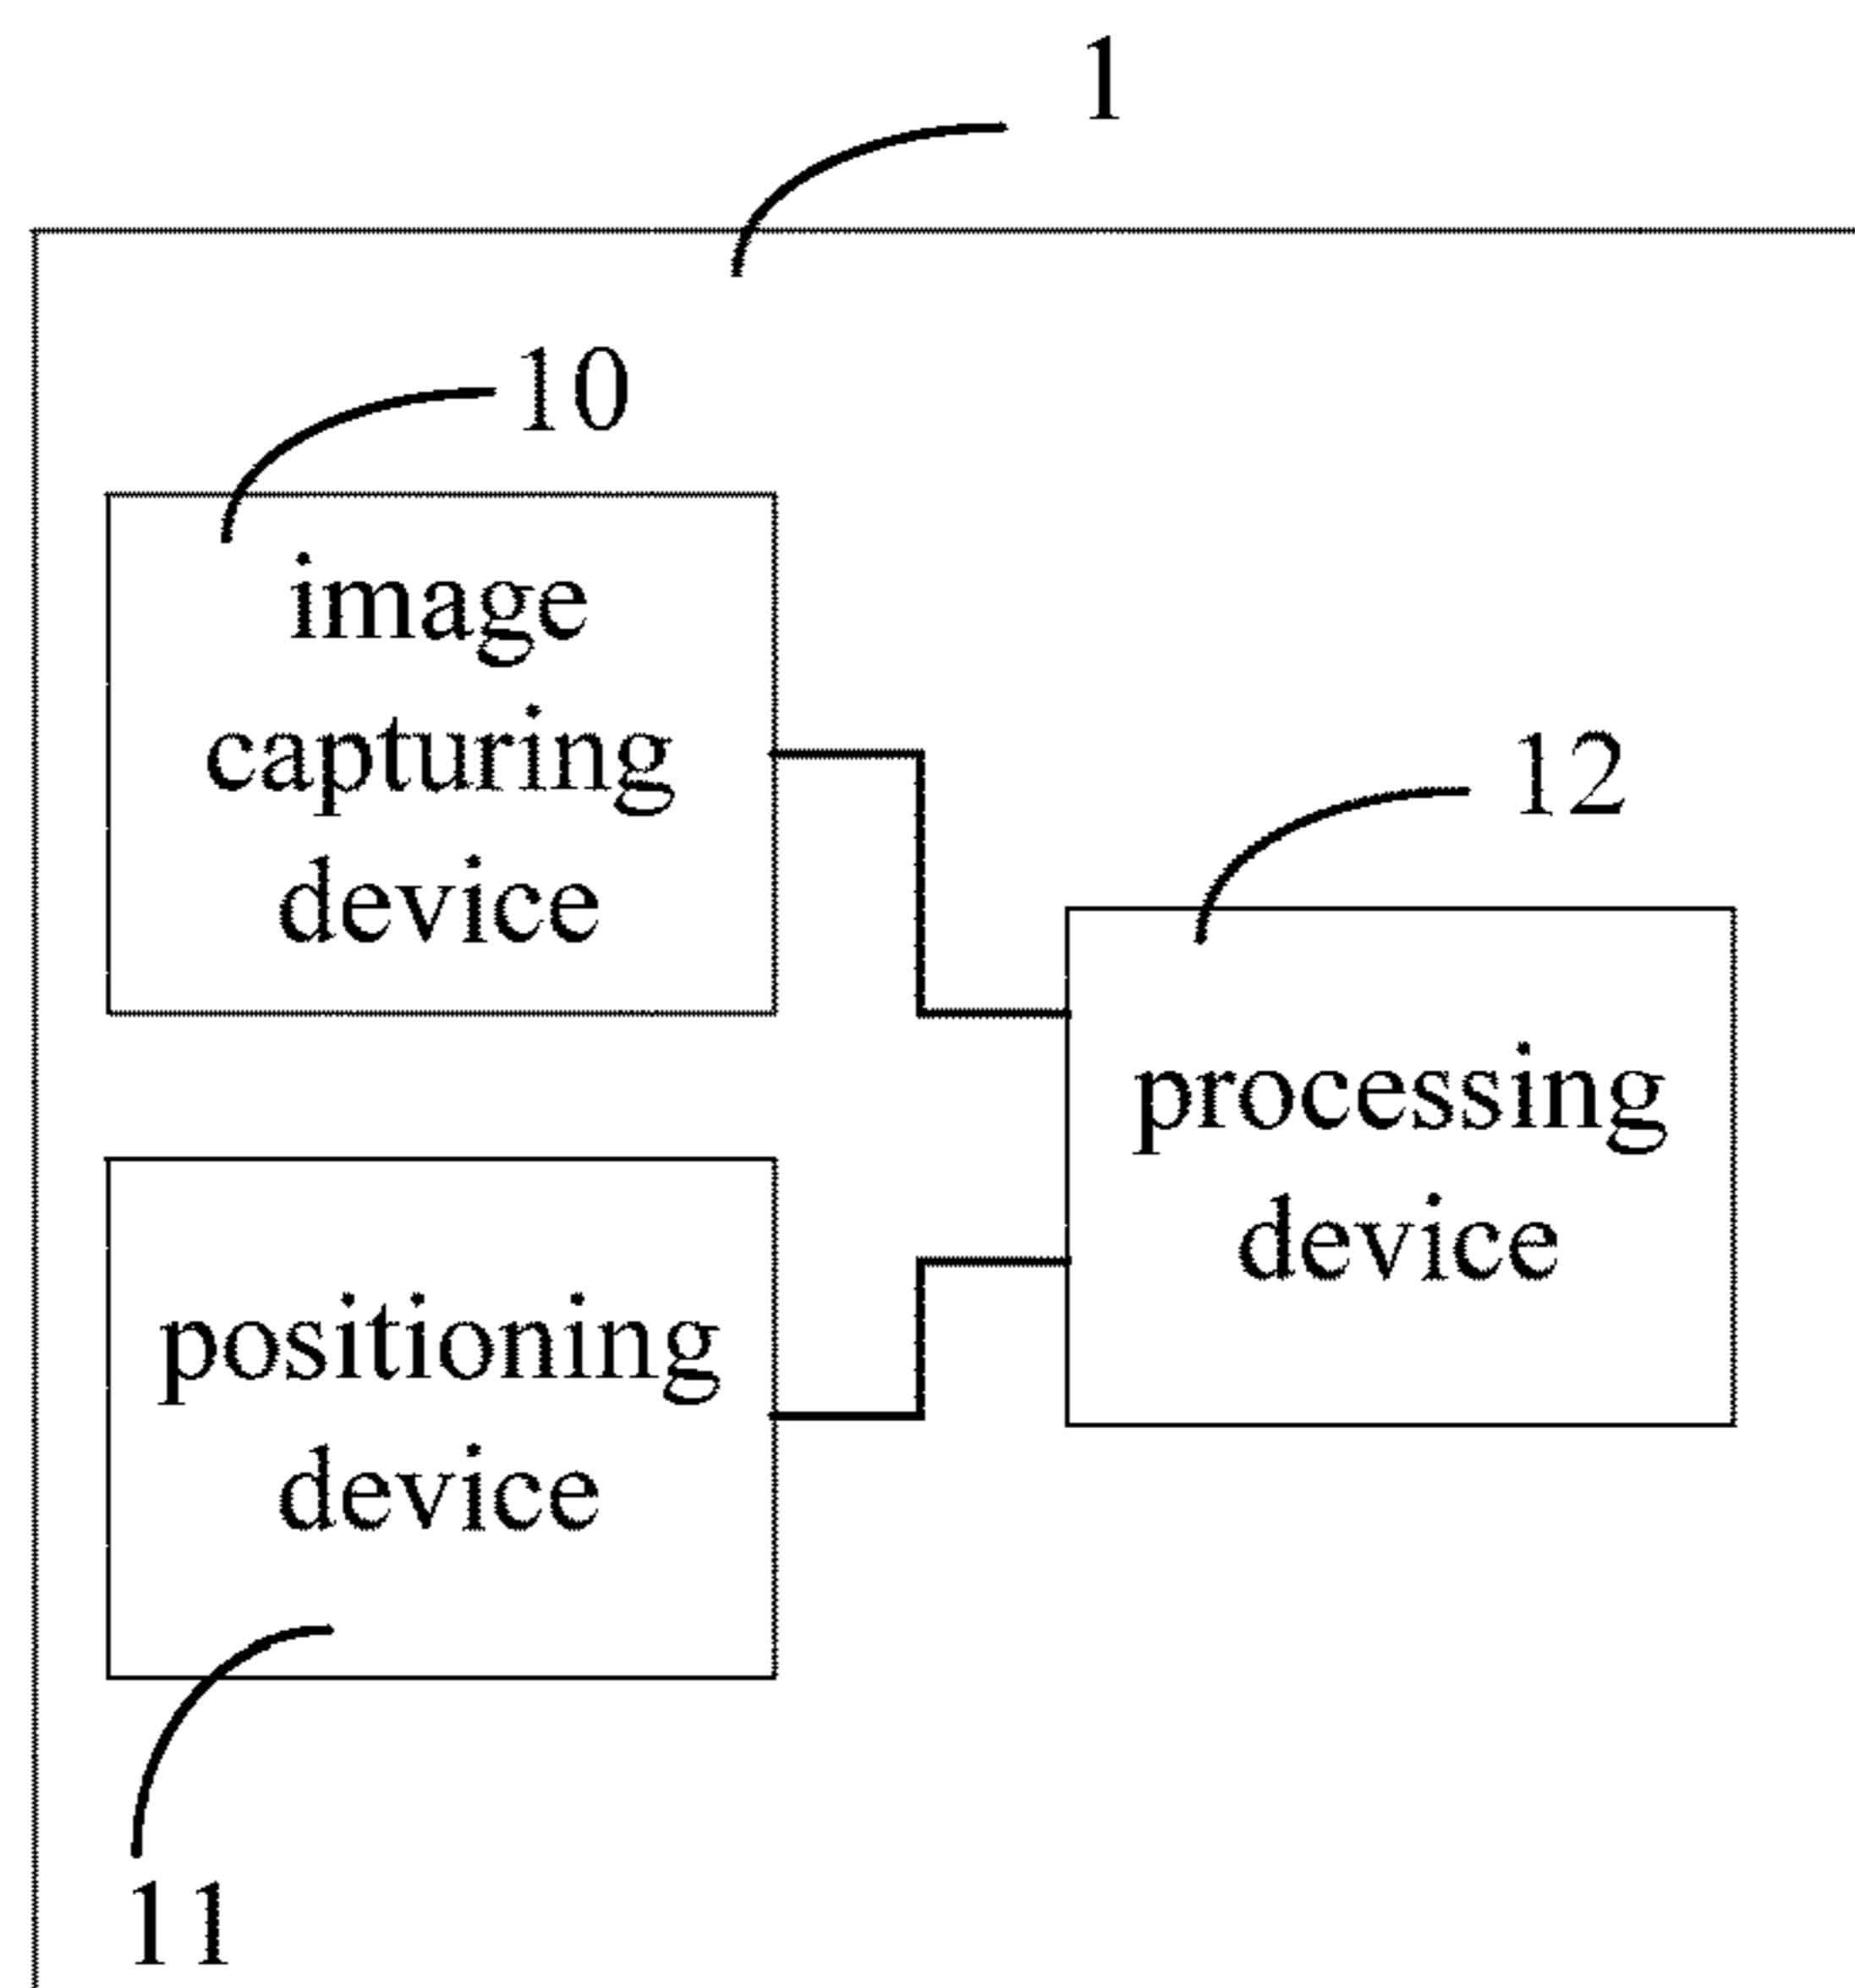 1
10
image
capturing
device
12
processing
device
positioning
device
11